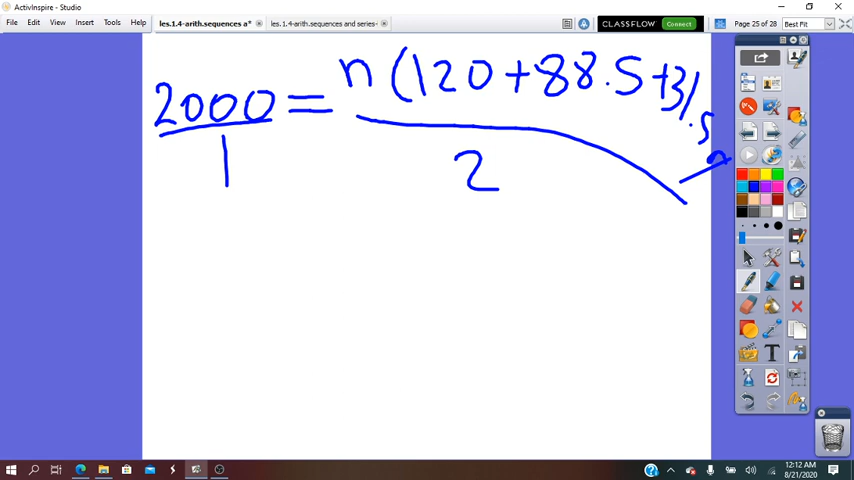 ActivInspire - Studio
File Edit View Insert Tools Help
les.1.4-arith.sequences a*
les.1.4-arith.sequences and series-
CLASSFLOW Connect
Page 25 of 28
Best Fit
2000 = n (120 + 88.5 + 31.5
1 2
12:12 AM
8/21/2020